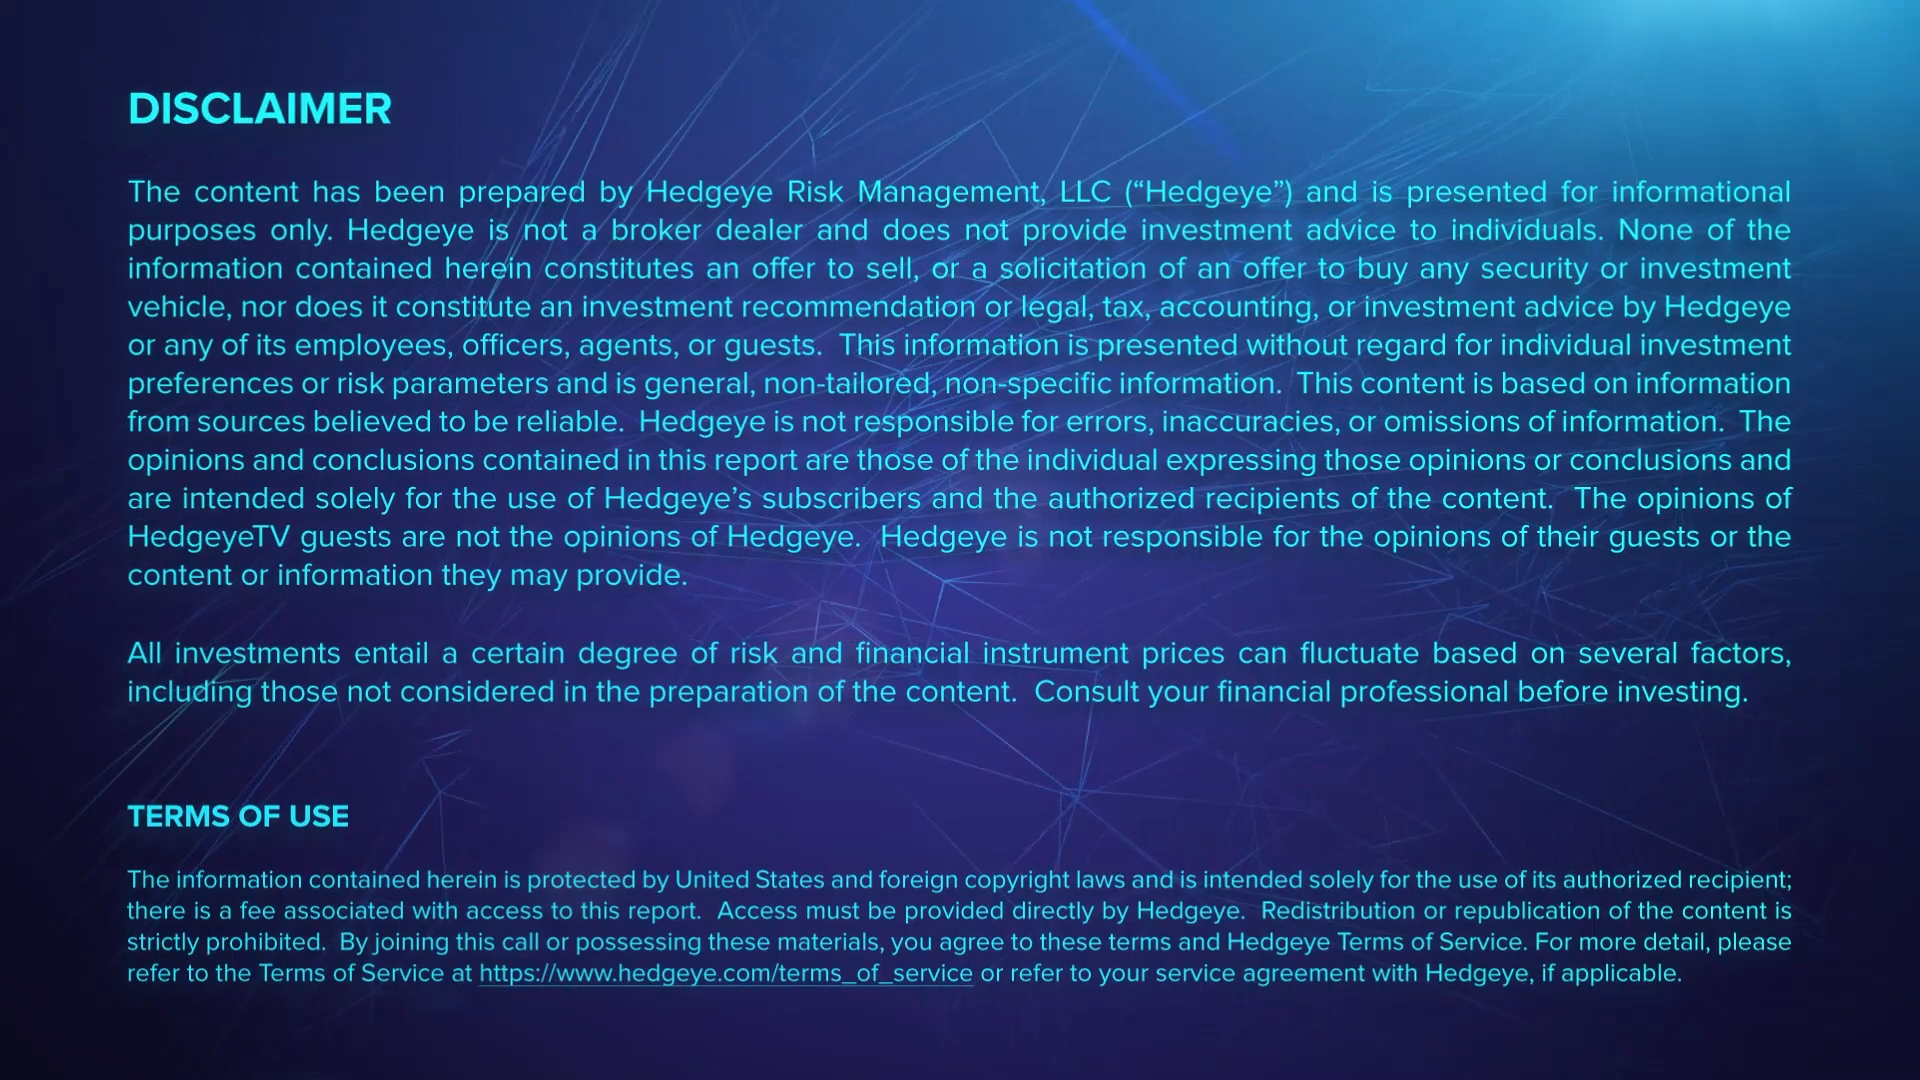 DISCLAIMER
The content has been prepared by Hedgeye Risk Management, LLC (“Hedgeye”) and is presented for informational
purposes only. Hedgeye is not a broker dealer and does not provide investment advice to individuals. None of the
information contained herein constitutes an offer to sell, or a solicitation of an offer to buy any security or investment
vehicle, nor does it constitute an investment recommendation or legal, tax, accounting, or investment advice by Hedgeye
or any of its employees, officers, agents, or guests.  This information is presented without regard for individual investment
preferences or risk parameters and is general, non-tailored, non-specific information.  This content is based on information
from sources believed to be reliable.  Hedgeye is not responsible for errors, inaccuracies, or omissions of information.  The
opinions and conclusions contained in this report are those of the individual expressing those opinions or conclusions and
are intended solely for the use of Hedgeye’s subscribers and the authorized recipients of the content.  The opinions of
HedgeyeTV guests are not the opinions of Hedgeye.  Hedgeye is not responsible for the opinions of their guests or the
content or information they may provide.
All investments entail a certain degree of risk and financial instrument prices can fluctuate based on several factors,
including those not considered in the preparation of the content.  Consult your financial professional before investing.
TERMS OF USE
The information contained herein is protected by United States and foreign copyright laws and is intended solely for the use of its authorized recipient;
there is a fee associated with access to this report.  Access must be provided directly by Hedgeye.  Redistribution or republication of the content is
strictly prohibited.  By joining this call or possessing these materials, you agree to these terms and Hedgeye Terms of Service. For more detail, please
refer to the Terms of Service at https://www.hedgeye.com/terms_of_service or refer to your service agreement with Hedgeye, if applicable.